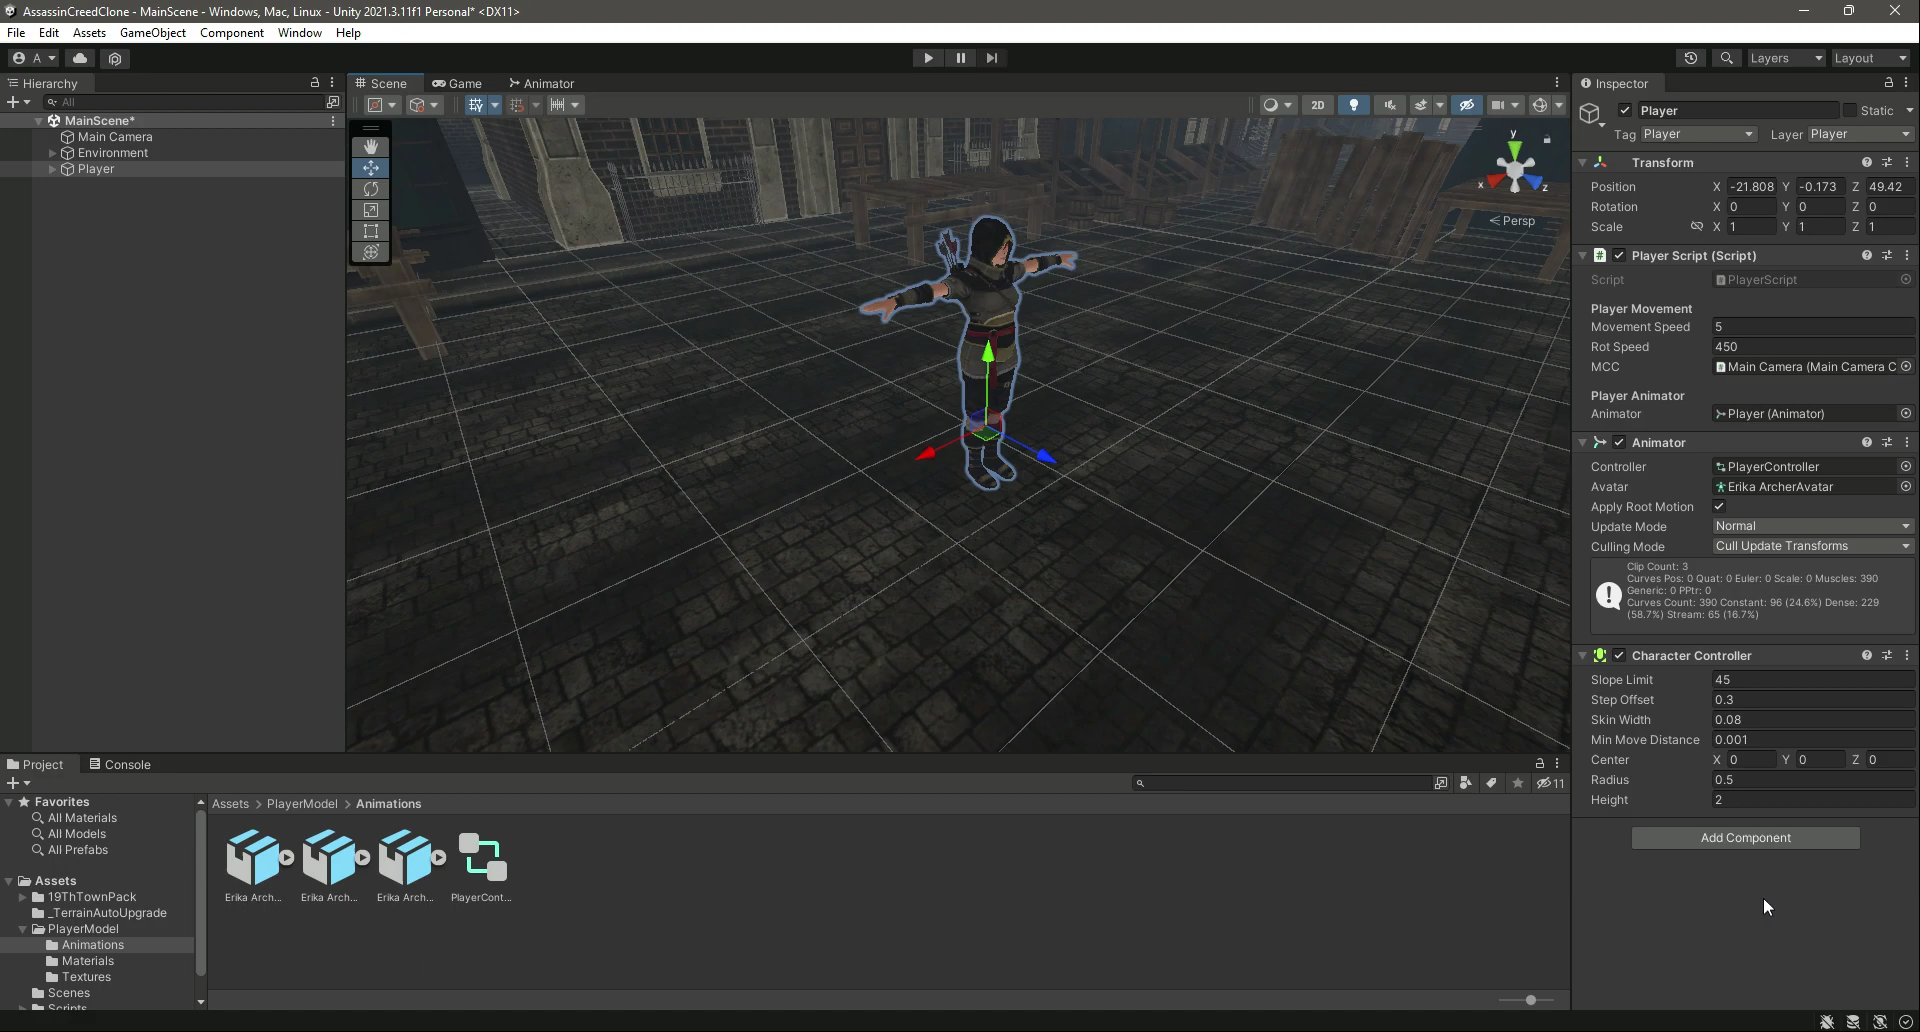 AssassinCreedClone - MainScene - Windows, Mac, Linux - Unity 2021.3.11f1 Personal* <DX11>
File Edit Assets GameObject Component Window Help
A
Layers Layout
Hierarchy
All
MainScene*
Main Camera
Environment
Player
Scene Game Animator
2D
y
x
z
Persp
Inspector
Player Static
Tag Player Layer Player
Transform
Position X -21.808 Y -0.173 Z 49.42
Rotation X 0 Y 0 Z 0
Scale X 1 Y 1 Z 1
# Player Script (Script)
Script PlayerScript
Player Movement
Movement Speed 5
Rot Speed 450
MCC Main Camera (Main Camera C
Player Animator
Animator Player (Animator)
Animator
Controller PlayerController
Avatar Erika ArcherAvatar
Apply Root Motion
Update Mode Normal
Culling Mode Cull Update Transforms
Clip Count: 3
Curves Pos: 0 Quat: 0 Euler: 0 Scale: 0 Muscles: 390
Generic: 0 PPtr: 0
Curves Count: 390 Constant: 96 (24.6%) Dense: 229
(58.7%) Stream: 65 (16.7%)
Character Controller
Slope Limit 45
Step Offset 0.3
Skin Width 0.08
Min Move Distance 0.001
Center X 0 Y 0 Z 0
Radius 0.5
Height 2
Add Component
Project Console
11
Favorites
All Materials
All Models
All Prefabs
Assets
19ThTownPack
_TerrainAutoUpgrade
PlayerModel
Animations
Materials
Textures
Scenes
Scripts
Assets > PlayerModel > Animations
Erika Arch... Erika Arch... Erika Arch... PlayerCont...